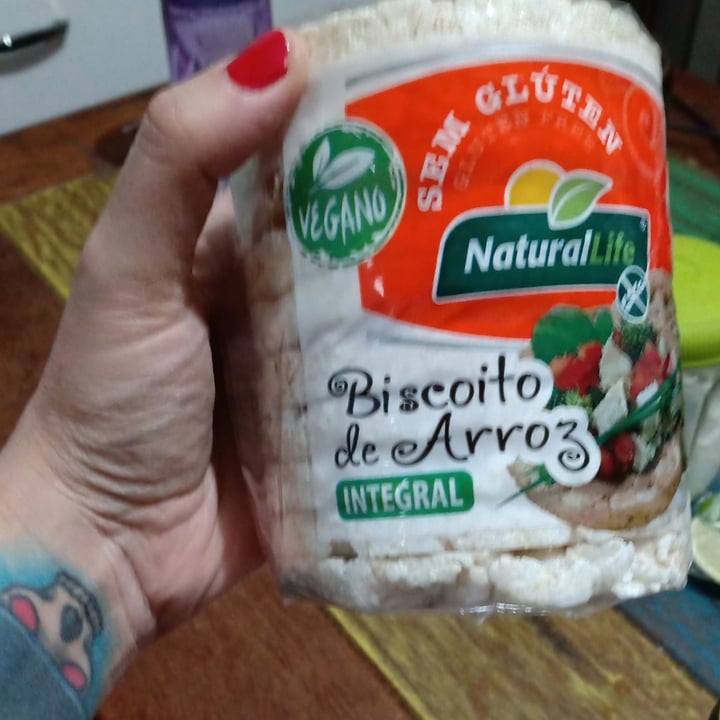 SEM GLÚTEN
GLUTEN FREE
VEGANO
NaturalLife
Biscoito
de Arroz
INTEGRAL